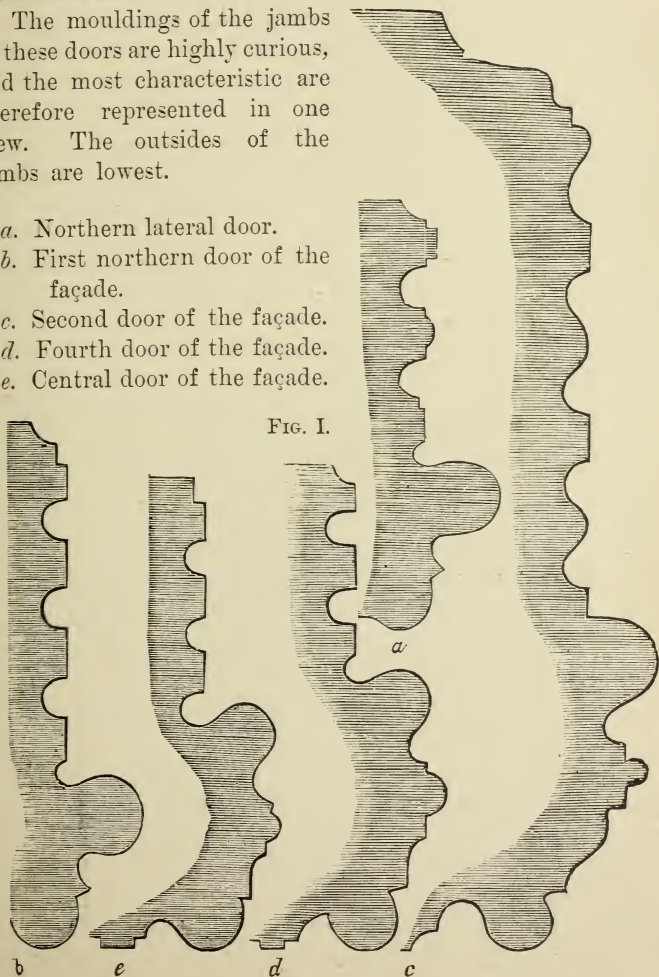 The mouldings of the jambs
these doors are highly curious,
d the most characteristic are
erefore represented in one
ew. The outsides of the
mbs are lowest.
a. Northern lateral door.
b. First northern door of the
façade.
c. Second door of the façade.
d. Fourth door of the façade.
e. Central door of the façade.
FIG. I.
a
b e d c